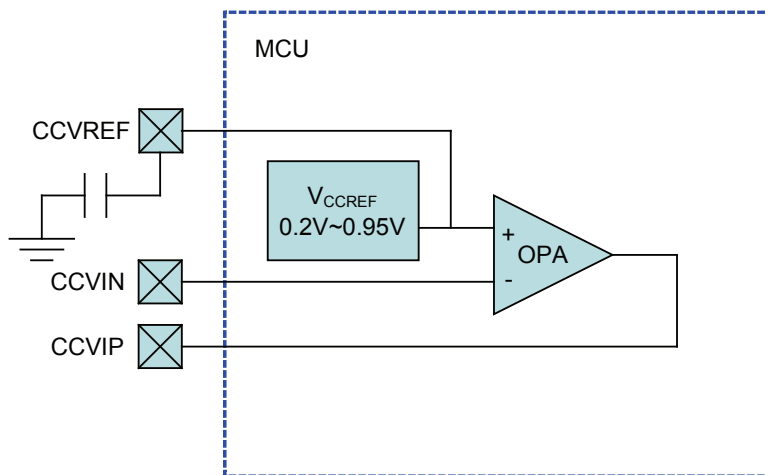 MCU
CCVREF
VCCREF
0.2V~0.95V
+
OPA
-
CCVIN
CCVIP